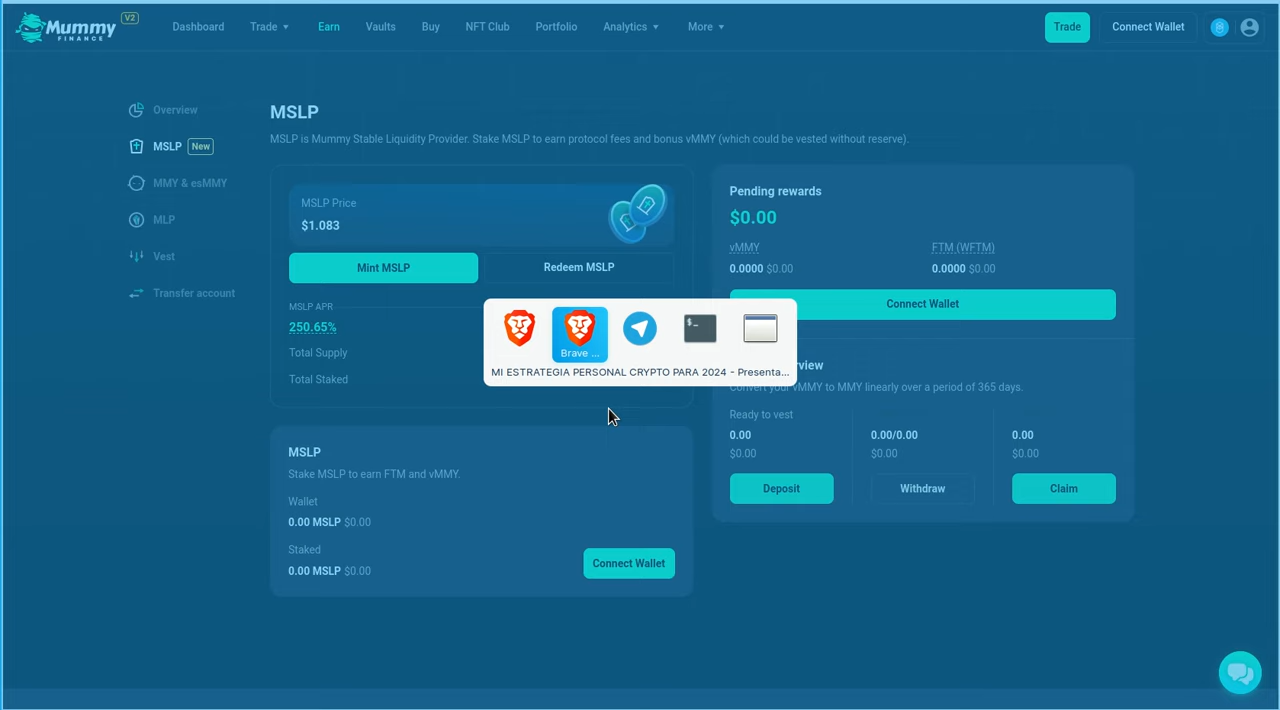 Mummy
FINANCE
V2
Dashboard
Trade
Earn
Vaults
Buy
NFT Club
Portfolio
Analytics
More
Trade
Connect Wallet
Overview
MSLP New
MMY & esMMY
MLP
Vest
Transfer account
MSLP
MSLP is Mummy Stable Liquidity Provider. Stake MSLP to earn protocol fees and bonus vMMY (which could be vested without reserve).
MSLP Price
$1.083
Mint MSLP
Redeem MSLP
MSLP APR
250.65%
Total Supply
Total Staked
MSLP
Stake MSLP to earn FTM and vMMY.
Wallet
0.00 MSLP $0.00
Staked
0.00 MSLP $0.00
Connect Wallet
Pending rewards
$0.00
vMMY
FTM (WFTM)
0.0000 $0.00
0.0000 $0.00
Connect Wallet
Convert your vMMY to MMY linearly over a period of 365 days.
Ready to vest
0.00
0.00/0.00
0.00
$0.00
$0.00
$0.00
Deposit
Withdraw
Claim
$-
Brave ...
MI ESTRATEGIA PERSONAL CRYPTO PARA 2024 - Presenta...